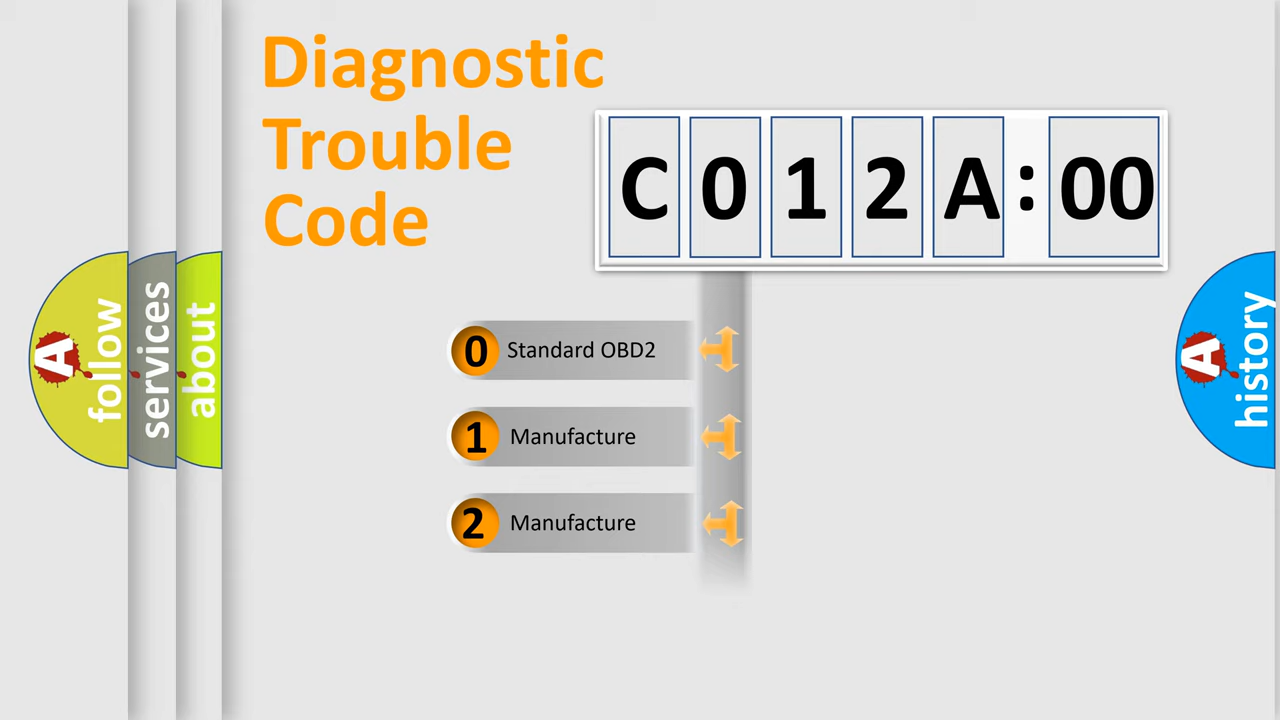 Diagnostic
Trouble
Code
C012A:00
0 Standard OBD2
1 Manufacture
2 Manufacture
A follow
services
about
A history